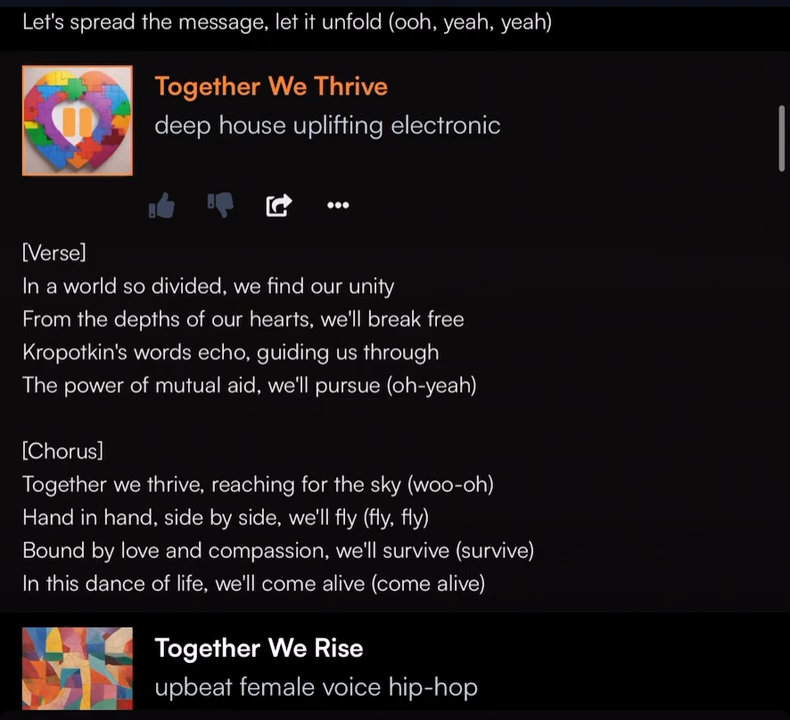 Let's spread the message, let it unfold (ooh, yeah, yeah)
Together We Thrive
deep house uplifting electronic
[Verse]
In a world so divided, we find our unity
From the depths of our hearts, we'll break free
Kropotkin's words echo, guiding us through
The power of mutual aid, we'll pursue (oh-yeah)
[Chorus]
Together we thrive, reaching for the sky (woo-oh)
Hand in hand, side by side, we'll fly (fly, fly)
Bound by love and compassion, we'll survive (survive)
In this dance of life, we'll come alive (come alive)
Together We Rise
upbeat female voice hip-hop